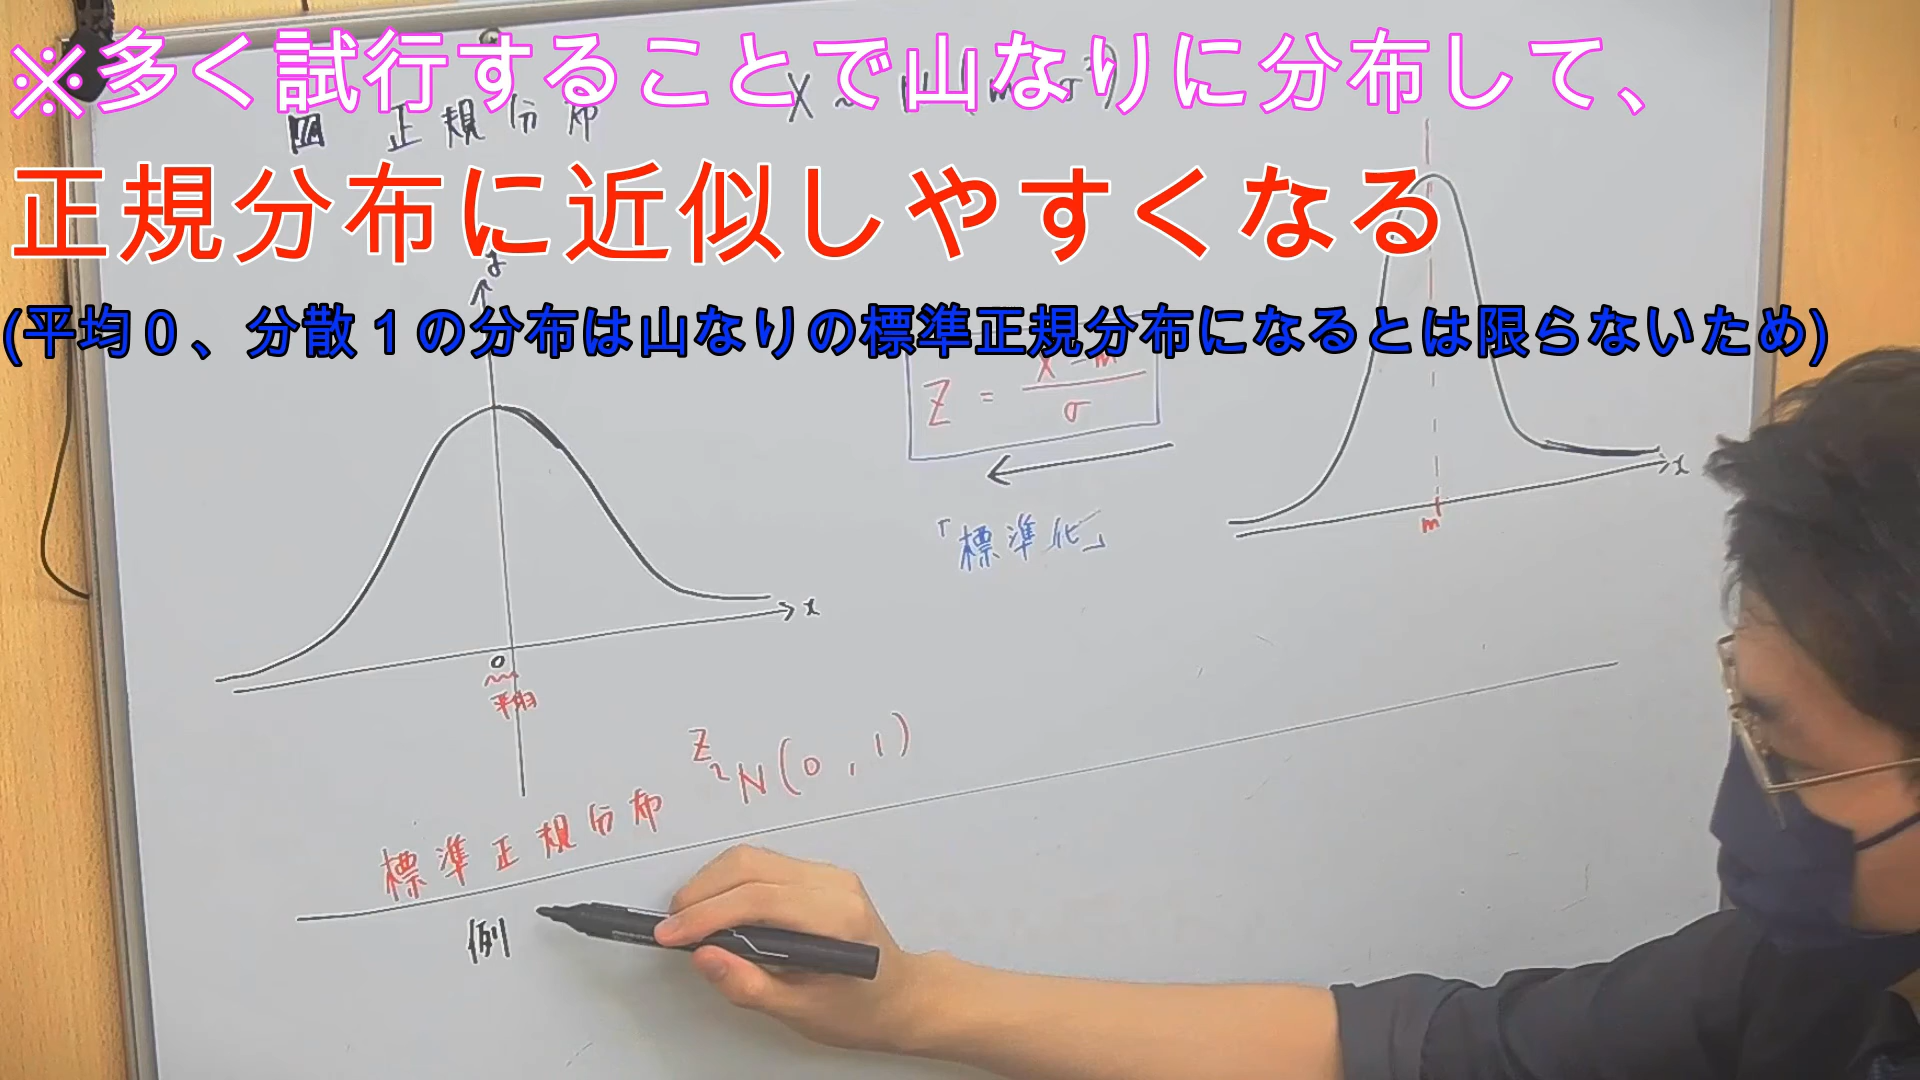 ※多く試行することで山なりに分布して、
正規分布に近似しやすくなる
(平均０、分散１の分布は山なりの標準正規分布になるとは限らないため)
正規分布
X ~ N(m, σ²)
y
Z = X - m / σ
「標準化」
x
m
x
0
平均
Z ~ N(0, 1)
標準正規分布
例